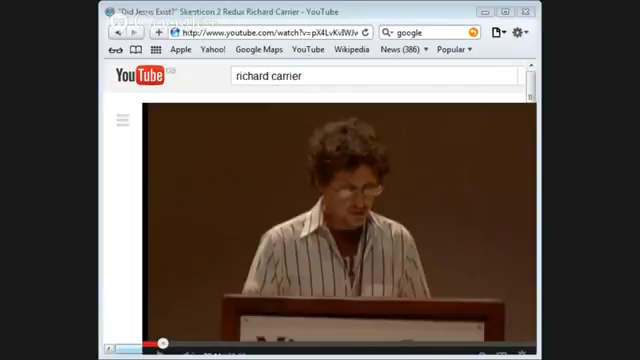 "Did Jesus Exist?" Skepticon 2 Redux Richard Carrier - YouTube
http://www.youtube.com/watch?v=pX4LvKvlWJw
google
Apple Yahoo! Google Maps YouTube Wikipedia News (386) Popular
YouTube
richard carrier